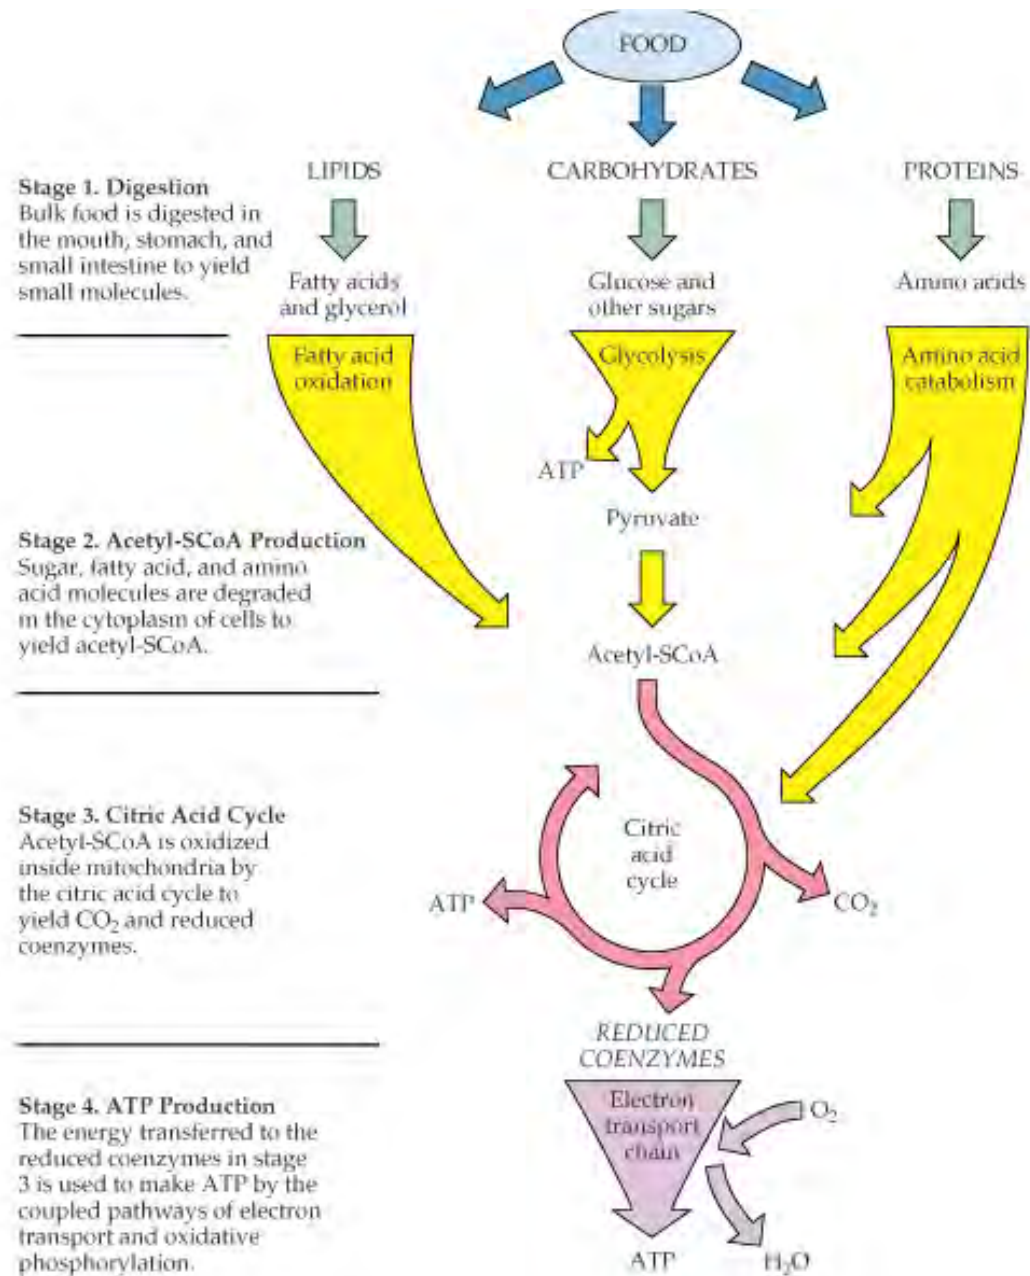 FOOD
LIPIDS
CARBOHYDRATES
PROTEINS
Stage 1. Digestion
Bulk food is digested in
the mouth, stomach, and
small intestine to yield
small molecules.
Fatty acids
and glycerol
Glucose and
other sugars
Amino acids
Fatty acid
oxidation
Glycolysis
Amino acid
catabolism
ATP
Pyruvate
Stage 2. Acetyl-SCoA Production
Sugar, fatty acid, and amino
acid molecules are degraded
in the cytoplasm of cells to
yield acetyl-SCoA.
Acetyl-SCoA
Stage 3. Citric Acid Cycle
Acetyl-SCoA is oxidized
inside mitochondria by
the citric acid cycle to
yield CO₂ and reduced
coenzymes.
Citric
acid
cycle
ATP
CO₂
REDUCED
COENZYMES
Stage 4. ATP Production
The energy transferred to the
reduced coenzymes in stage
3 is used to make ATP by the
coupled pathways of electron
transport and oxidative
phosphorylation.
Electron
transport
chain
O₂
ATP
H₂O